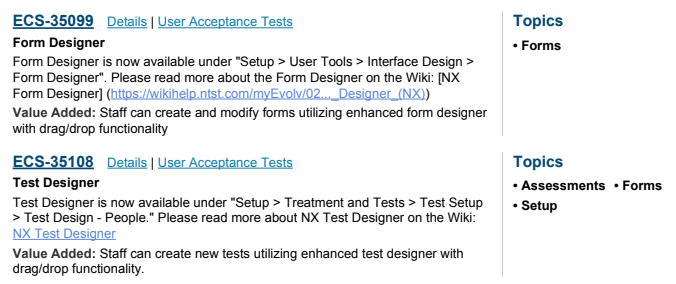 ECS-35099 Details | User Acceptance Tests
Form Designer
Form Designer is now available under "Setup > User Tools > Interface Design >
Form Designer". Please read more about the Form Designer on the Wiki: [NX
Form Designer] (https://wikihelp.ntst.com/myEvolv/02..._Designer_(NX))
Value Added: Staff can create and modify forms utilizing enhanced form designer
with drag/drop functionality
Topics
• Forms
ECS-35108 Details | User Acceptance Tests
Test Designer
Test Designer is now available under "Setup > Treatment and Tests > Test Setup
> Test Design - People." Please read more about NX Test Designer on the Wiki:
NX Test Designer
Value Added: Staff can create new tests utilizing enhanced test designer with
drag/drop functionality.
Topics
• Assessments • Forms
• Setup